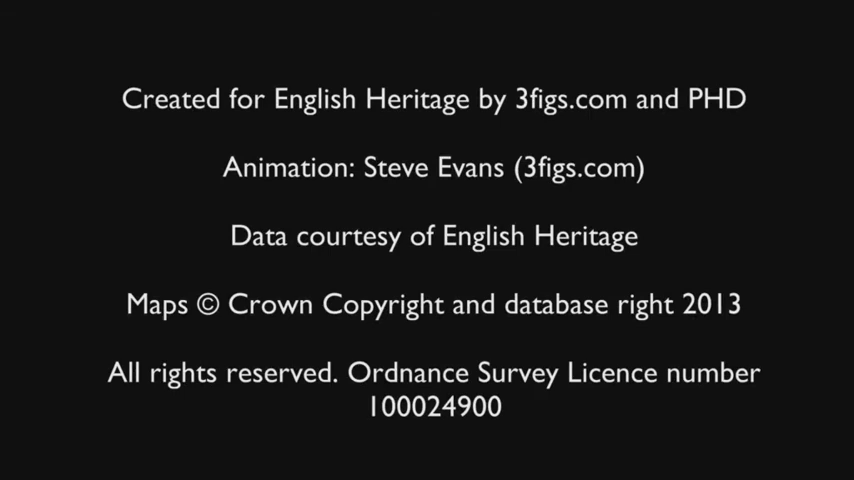 Created for English Heritage by 3figs.com and PHD
Animation: Steve Evans (3figs.com)
Data courtesy of English Heritage
Maps © Crown Copyright and database right 2013
All rights reserved. Ordnance Survey Licence number
100024900